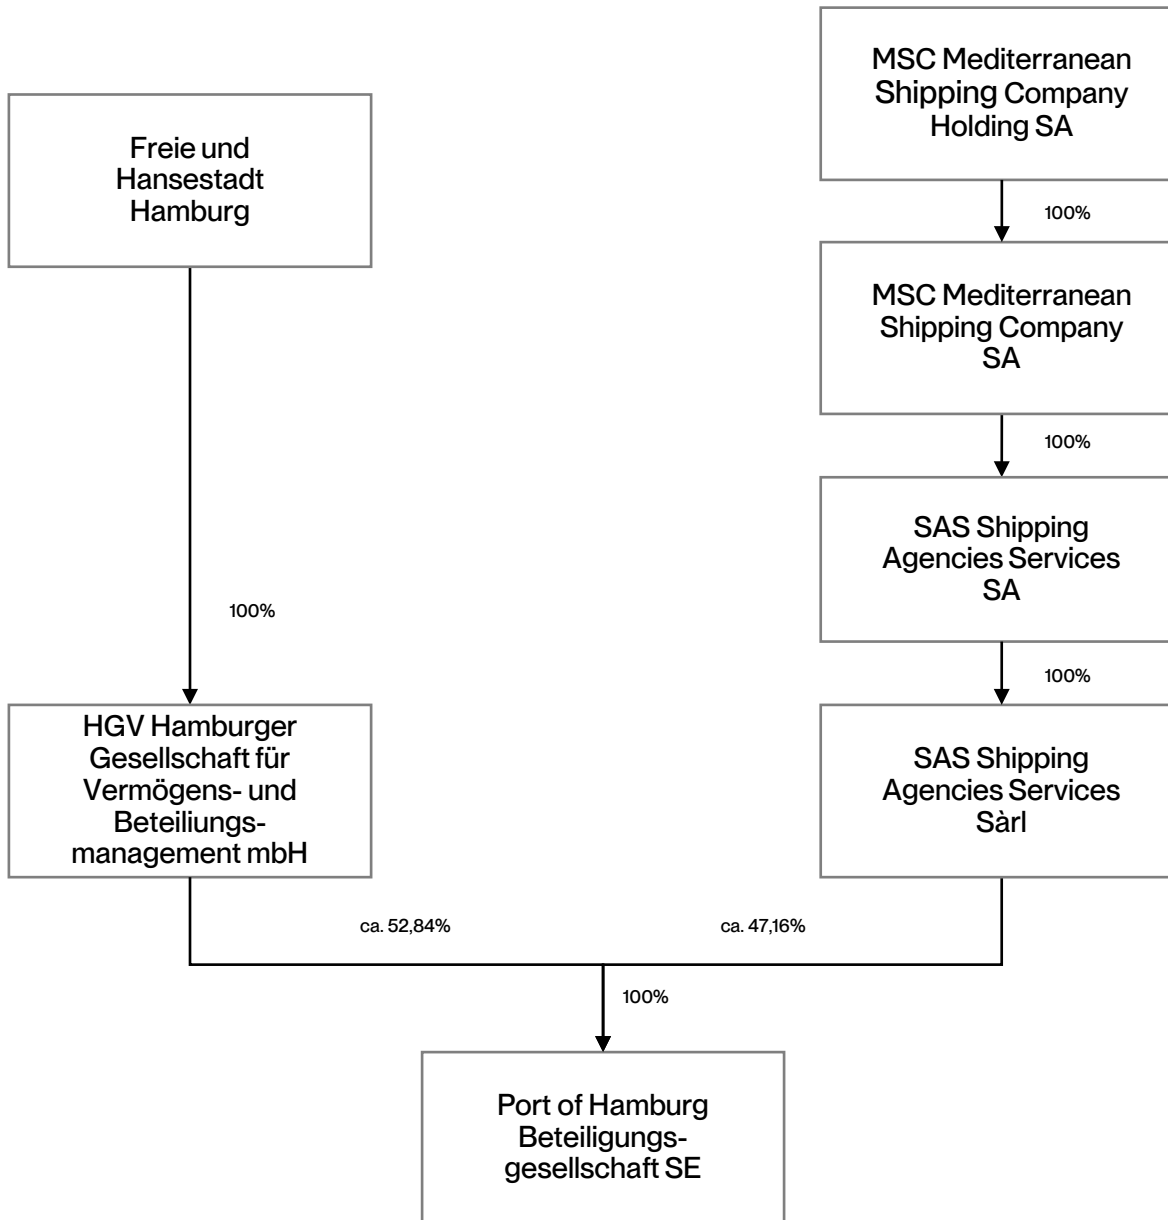 MSC Mediterranean
Shipping Company
Holding SA
Freie und
Hansestadt
Hamburg
100%
MSC Mediterranean
Shipping Company
SA
100%
SAS Shipping
Agencies Services
SA
100%
100%
HGV Hamburger
Gesellschaft für
Vermögens- und
Beteiliungs-
management mbH
SAS Shipping
Agencies Services
Sàrl
ca. 52,84%
ca. 47,16%
100%
Port of Hamburg
Beteiligungs-
gesellschaft SE